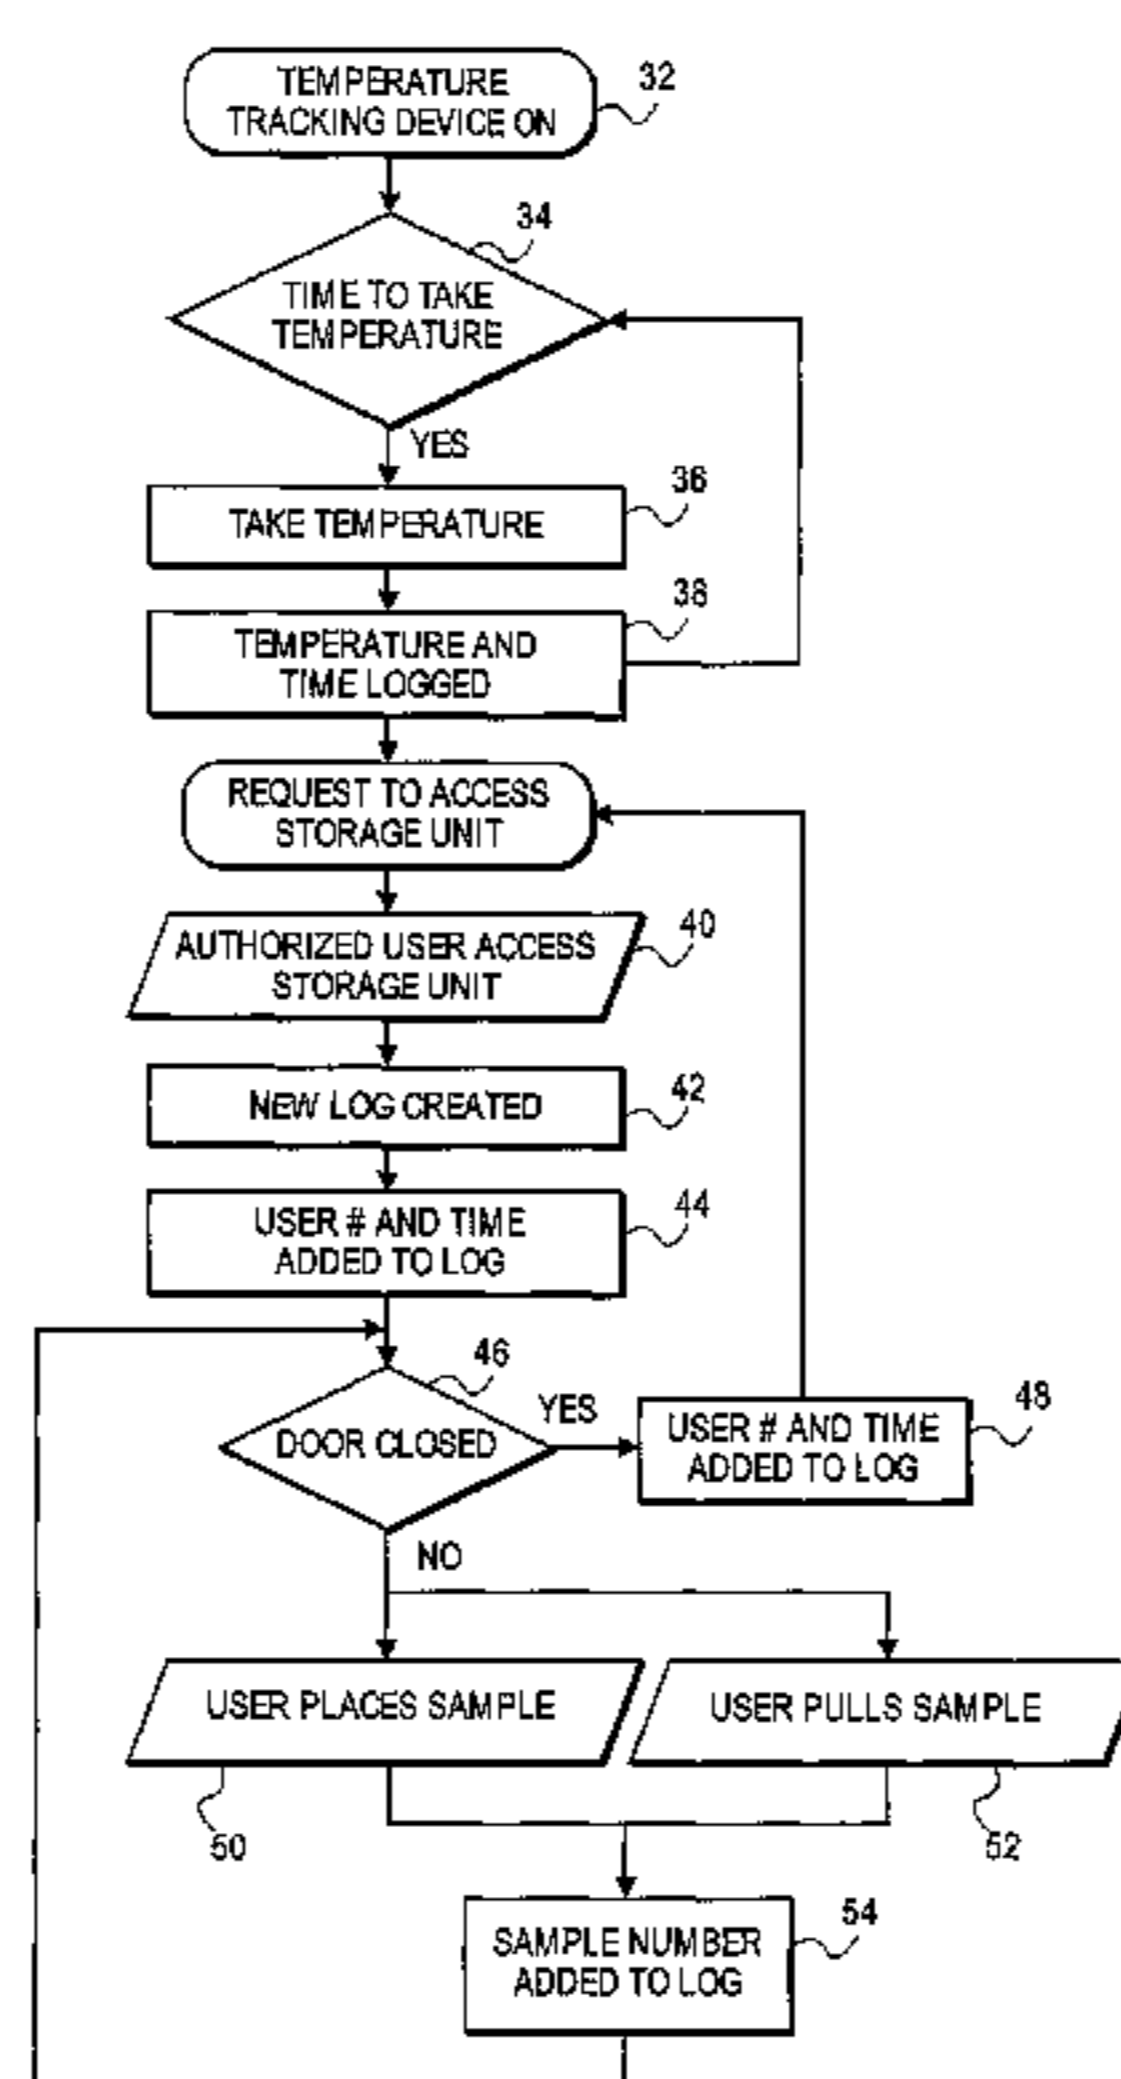 TEMPERATURE
TRACKING DEVICE ON
32
34
TIME TO TAKE
TEMPERATURE
YES
36
TAKE TEMPERATURE
38
TEMPERATURE AND
TIME LOGGED
REQUEST TO ACCESS
STORAGE UNIT
40
AUTHORIZED USER ACCESS
STORAGE UNIT
42
NEW LOG CREATED
44
USER # AND TIME
ADDED TO LOG
46
DOOR CLOSED
YES
48
USER # AND TIME
ADDED TO LOG
NO
USER PLACES SAMPLE
USER PULLS SAMPLE
50
52
54
SAMPLE NUMBER
ADDED TO LOG